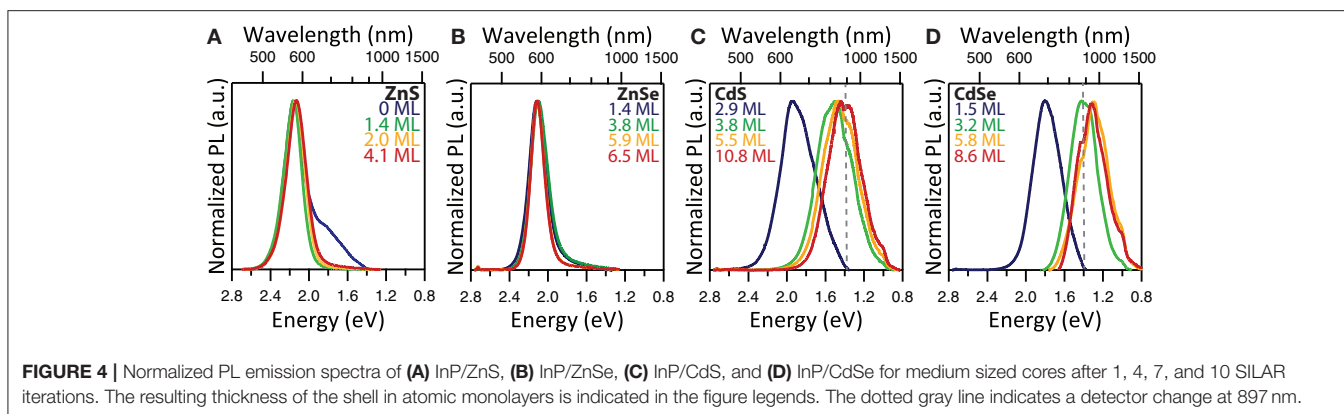 A Wavelength (nm)
500 600 1000 1500
Normalized PL (a.u.)
ZnS
0 ML
1.4 ML
2.0 ML
4.1 ML
2.8 2.4 2.0 1.6 1.2 0.8
Energy (eV)
B Wavelength (nm)
500 600 1000 1500
Normalized PL (a.u.)
ZnSe
1.4 ML
3.8 ML
5.9 ML
6.5 ML
2.8 2.4 2.0 1.6 1.2 0.8
Energy (eV)
C Wavelength (nm)
500 600 1000 1500
Normalized PL (a.u.)
CdS
2.9 ML
3.8 ML
5.5 ML
10.8 ML
2.8 2.4 2.0 1.6 1.2 0.8
Energy (eV)
D Wavelength (nm)
500 600 1000 1500
Normalized PL (a.u.)
CdSe
1.5 ML
3.2 ML
5.8 ML
8.6 ML
2.8 2.4 2.0 1.6 1.2 0.8
Energy (eV)
FIGURE 4 | Normalized PL emission spectra of (A) InP/ZnS, (B) InP/ZnSe, (C) InP/CdS, and (D) InP/CdSe for medium sized cores after 1, 4, 7, and 10 SILAR
iterations. The resulting thickness of the shell in atomic monolayers is indicated in the figure legends. The dotted gray line indicates a detector change at 897 nm.